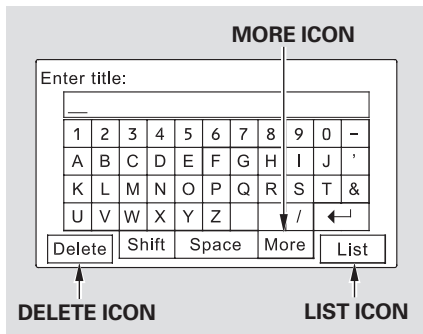 MORE ICON
Enter title:
_
1 2 3 4 5 6 7 8 9 0 -
A B C D E F G H I J '
K L M N O P Q R S T &
U V W X Y Z / ↵
Delete Shift Space More List
DELETE ICON LIST ICON